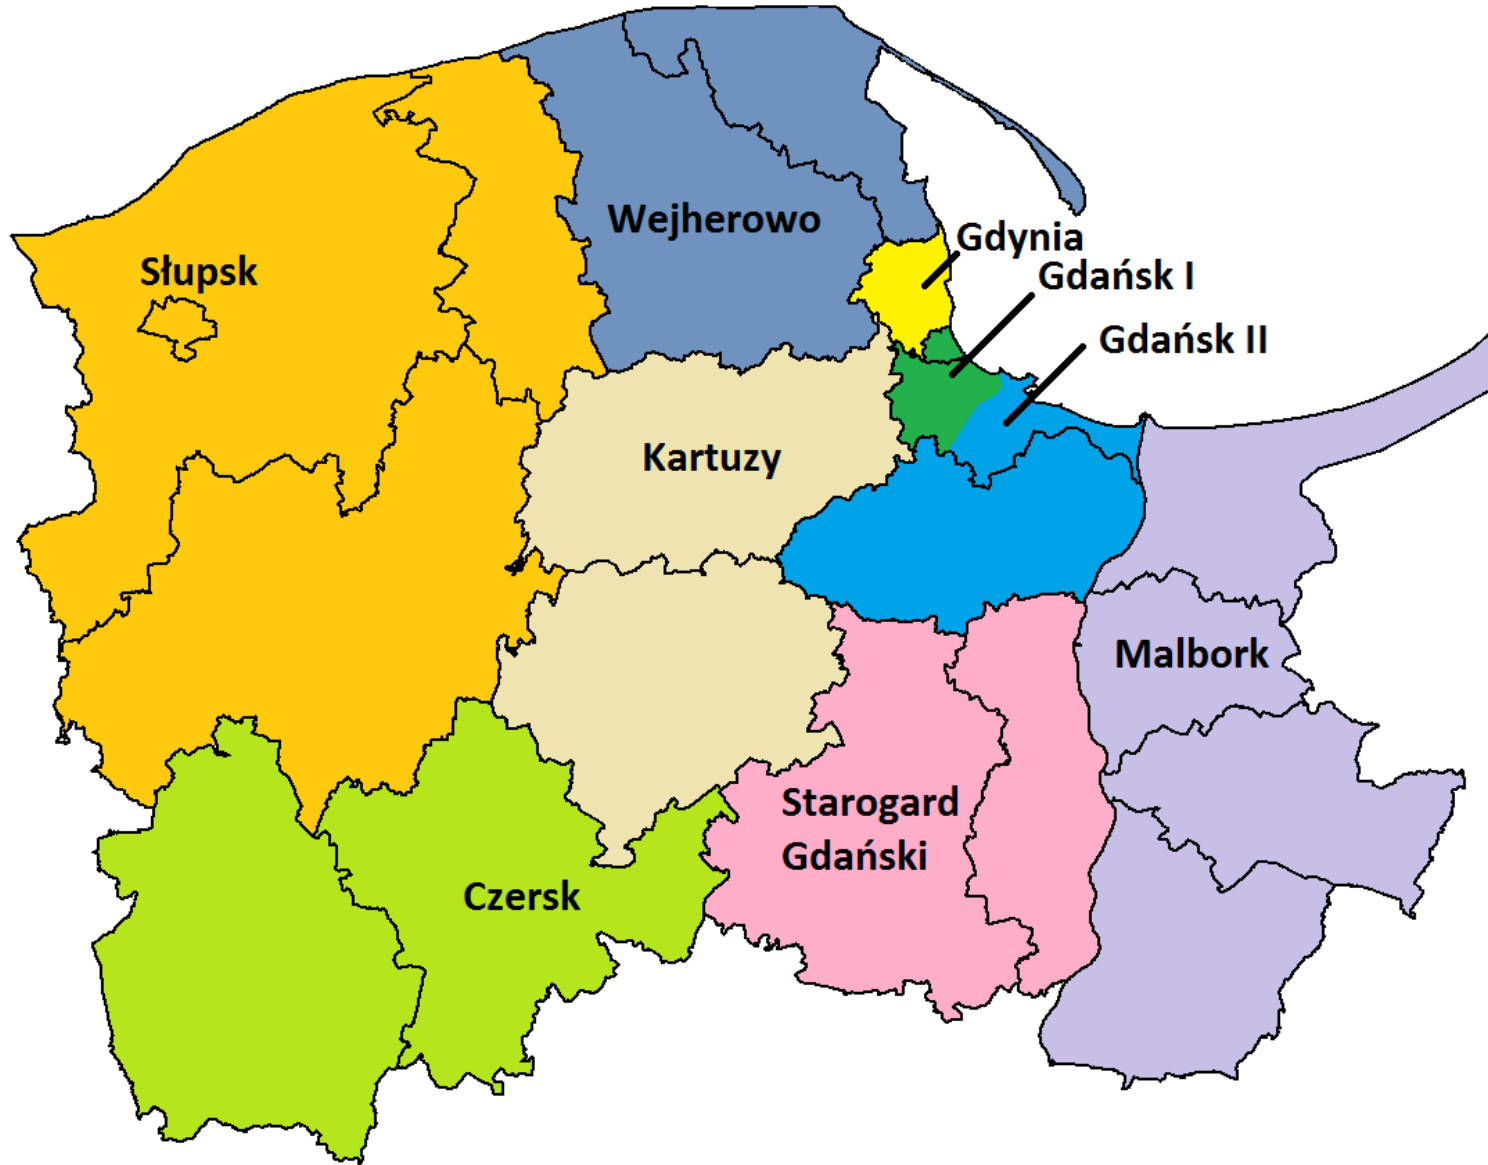 Wejherowo
Gdynia
Słupsk
Gdańsk I
Gdańsk II
Kartuzy
Malbork
Starogard
Gdański
Czersk